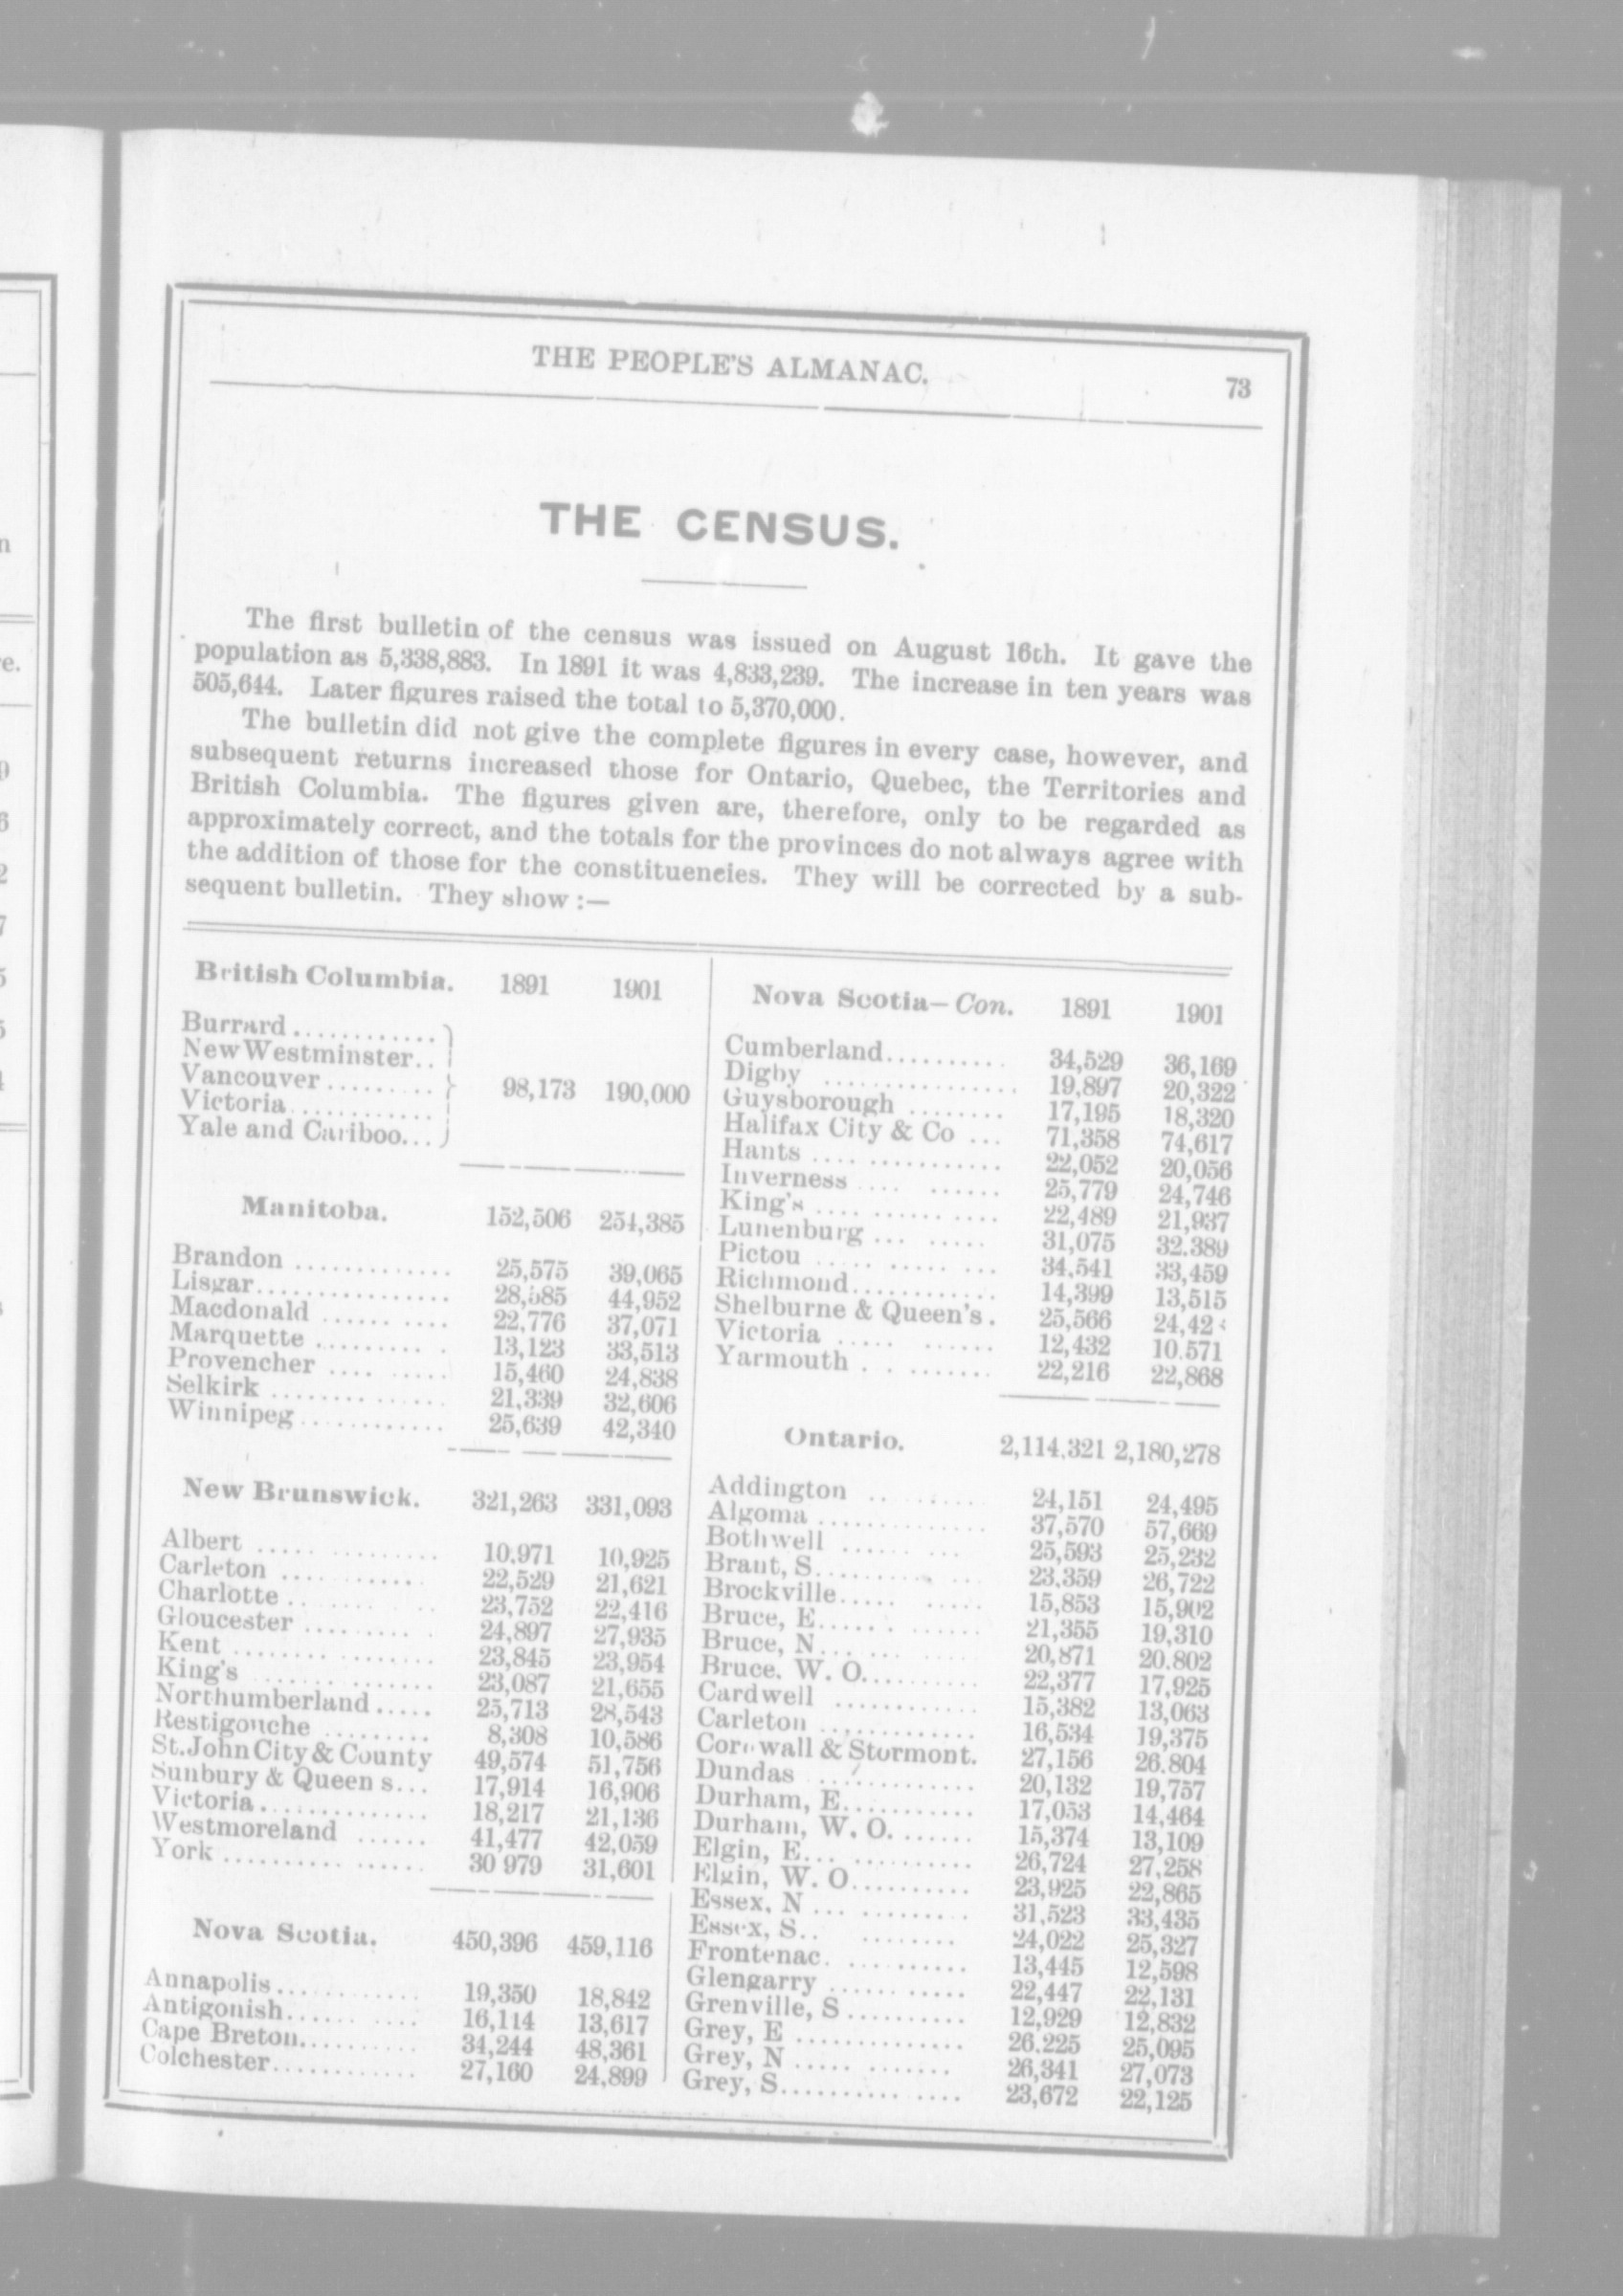 THE PEOPLE'S ALMANAC. 73
THE CENSUS.
The first bulletin of the census was issued on August 16th. It gave the
population as 5,338,883. In 1891 it was 4,833,239. The increase in ten years was
505,644. Later figures raised the total to 5,370,000.
The bulletin did not give the complete figures in every case, however, and
subsequent returns increased those for Ontario, Quebec, the Territories and
British Columbia. The figures given are, therefore, only to be regarded as
approximately correct, and the totals for the provinces do not always agree with
the addition of those for the constituencies. They will be corrected by a sub-
sequent bulletin. They show :—
British Columbia. 1891 1901
Burrard............
New Westminster..
Vancouver......... 98,173 190,000
Victoria............
Yale and Cariboo...
Manitoba. 152,506 254,385
Brandon ............. 25,575 39,065
Lisgar................ 44,952
Macdonald .......... 22,776 37,071
Marquette .......... 13,123 33,513
Provencher ......... 15,460 24,838
Selkirk ............. 21,339 32,606
Winnipeg............ 25,639 42,340
New Brunswick. 321,263 331,093
Albert .............. 10.971 10,925
Carleton ............ 22,529 21,621
Charlotte ........... 23,752 22,416
Gloucester .......... 24,897 27,935
Kent ................ 23,845 23,954
King's .............. 23,087 21,655
Northumberland..... 25,713 28,543
Restigouche ......... 8,308 10,586
St. John City & County 49,574 51,756
Sunbury & Queen s... 17,914 16,906
Victoria.............. 18,217 21,136
Westmoreland ...... 41,477 42,059
York ................ 30 979 31,601
Nova Scotia. 450,396 459,116
Annapolis............ 19,350 18,842
Antigonish........... 16,114 13,617
Cape Breton.......... 34,244 48,361
Colchester............ 27,160 24,899
Nova Scotia—Con. 1891 1901
Cumberland.......... 34,529 36,169
Digby ................ 19,897 20,322
Guysborough ........ 17,195 18,320
Halifax City & Co ... 71,358 74,617
Hants ............... 22,052 20,056
Inverness .... ...... 25,779 24,746
King's .............. 22,489 21,937
Lunenburg ... ..... 31,075 32.389
Pictou .............. 34.541 33,459
Richmond............ 14,399 13,515
Shelburne & Queen's. 25,566
Victoria ..... ...... 12,432 10.571
Yarmouth . . ....... 22,216 22,868
Ontario. 2,114,321 2,180,278
Addington .. ....... 24,151 24,495
Algoma .............. 37,570 57,669
Bothwell ...... ... 25,593 25,232
Brant, S............. 23,359 26,722
Brockville..... ..... 15,853 15,902
Bruce, E............. 21,355 19,310
Bruce, N............. 20,871 20.802
Bruce. W. O.......... 22,377 17,925
Cardwell ............ 15,382 13,063
Carleton ............. 16,534 19,375
Cornwall & Stormont. 27,156 26.804
Dundas .............. 20,132 19,757
Durham, E........... 17,053 14,464
Durham, W. O. ...... 15,374 13,109
Elgin, E... .......... 26,724 27,258
Elgin, W. O.......... 23,925 22,865
Essex, N ... ........ 31,523 33,435
Essex, S.. ........ 24,022 25,327
Frontenac. .......... 13,445 12,598
Glengarry ........... 22,447 22,131
Grenville, S.......... 12,929 12,832
Grey, E .............. 26.225 25,095
Grey, N ..... ....... 26,341 27,073
Grey, S.......... .... 23,672 22,125